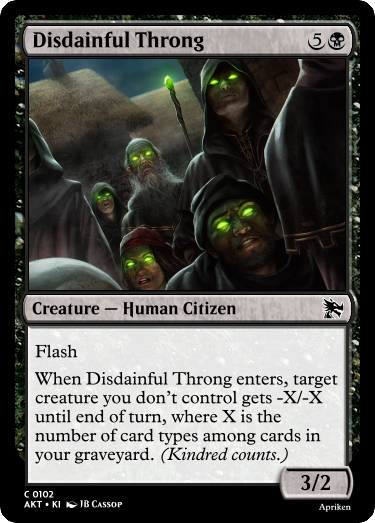 Disdainful Throng 5
Creature — Human Citizen
Flash
When Disdainful Throng enters, target
creature you don't control gets -X/-X
until end of turn, where X is the
number of card types among cards in
your graveyard. (Kindred counts.)
3/2
C 0102
AKT • KI JB Cassop
Apriken